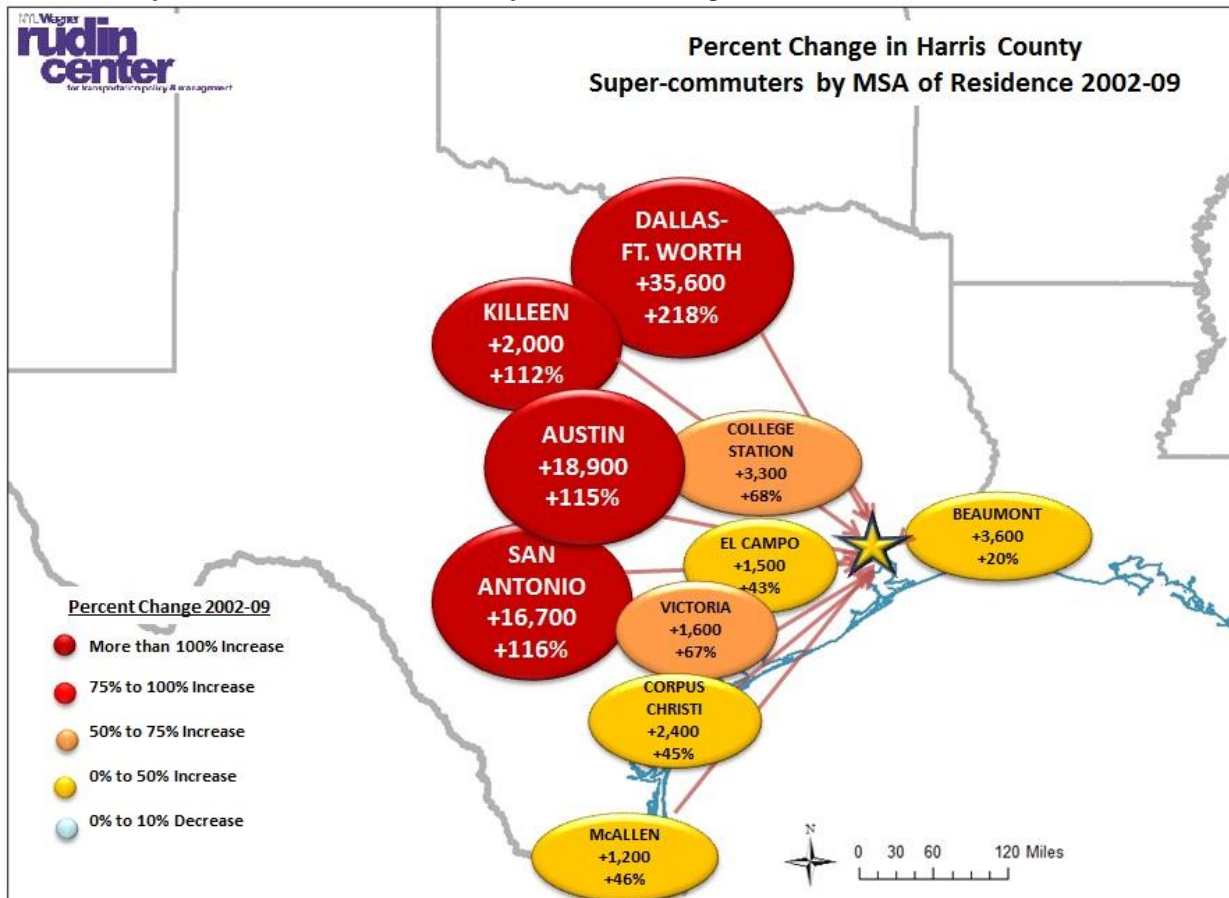 NYU Wagner
rudin
center
for transportation policy & management
Percent Change in Harris County
Super-commuters by MSA of Residence 2002-09
DALLAS-
FT. WORTH
+35,600
+218%
KILLEEN
+2,000
+112%
AUSTIN
+18,900
+115%
COLLEGE
STATION
+3,300
+68%
BEAUMONT
+3,600
+20%
EL CAMPO
+1,500
+43%
SAN
ANTONIO
+16,700
+116%
VICTORIA
+1,600
+67%
CORPUS
CHRISTI
+2,400
+45%
McALLEN
+1,200
+46%
Percent Change 2002-09
More than 100% Increase
75% to 100% Increase
50% to 75% Increase
0% to 50% Increase
0% to 10% Decrease
N
0 30 60 120 Miles